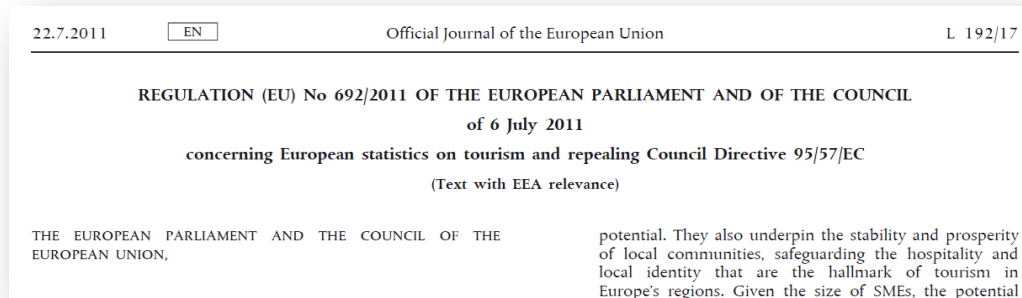 22.7.2011 EN Official Journal of the European Union L 192/17
REGULATION (EU) No 692/2011 OF THE EUROPEAN PARLIAMENT AND OF THE COUNCIL
of 6 July 2011
concerning European statistics on tourism and repealing Council Directive 95/57/EC
(Text with EEA relevance)
THE EUROPEAN PARLIAMENT AND THE COUNCIL OF THE
EUROPEAN UNION,
potential. They also underpin the stability and prosperity
of local communities, safeguarding the hospitality and
local identity that are the hallmark of tourism in
Europe's regions. Given the size of SMEs, the potential